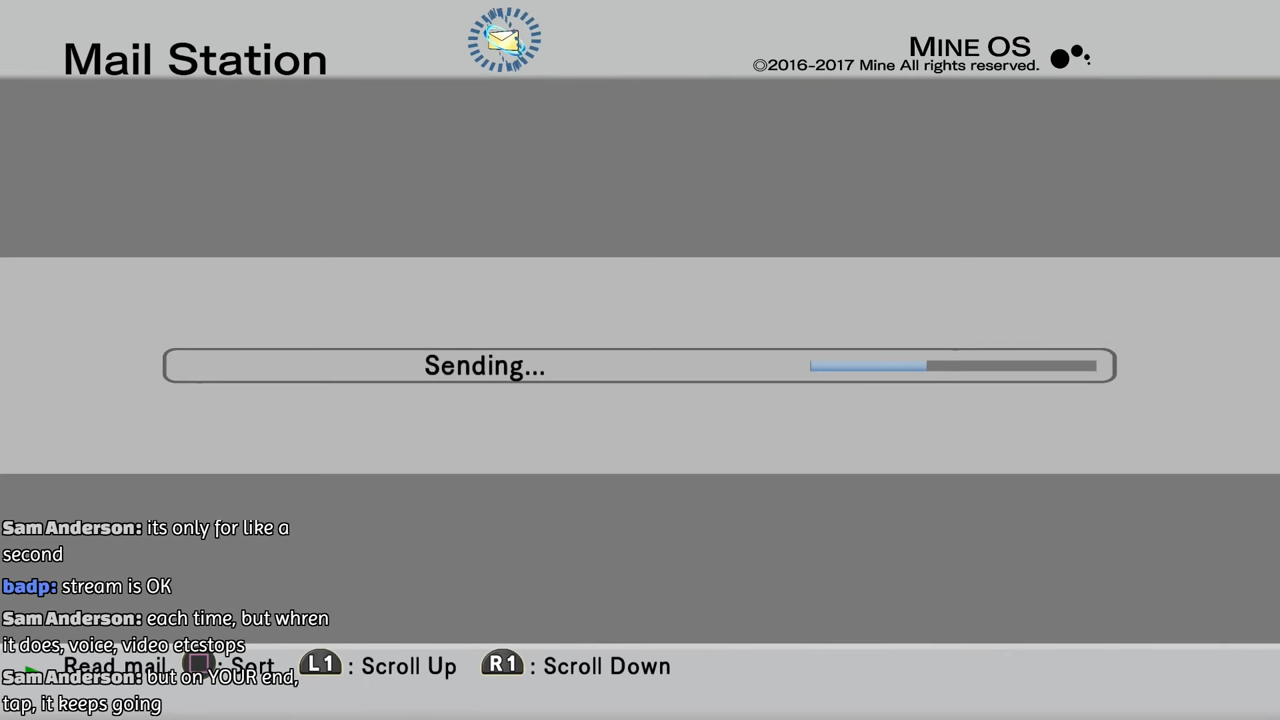 Mail Station
MINE OS
©2016-2017 Mine All rights reserved.
Sending...
Sam Anderson: its only for like a
second
badp: stream is OK
Sam Anderson: each time, but whren
it does, voice, video etcstops
Read mail : Sort L1 : Scroll Up R1 : Scroll Down
Sam Anderson: but on YOUR end,
tap, it keeps going